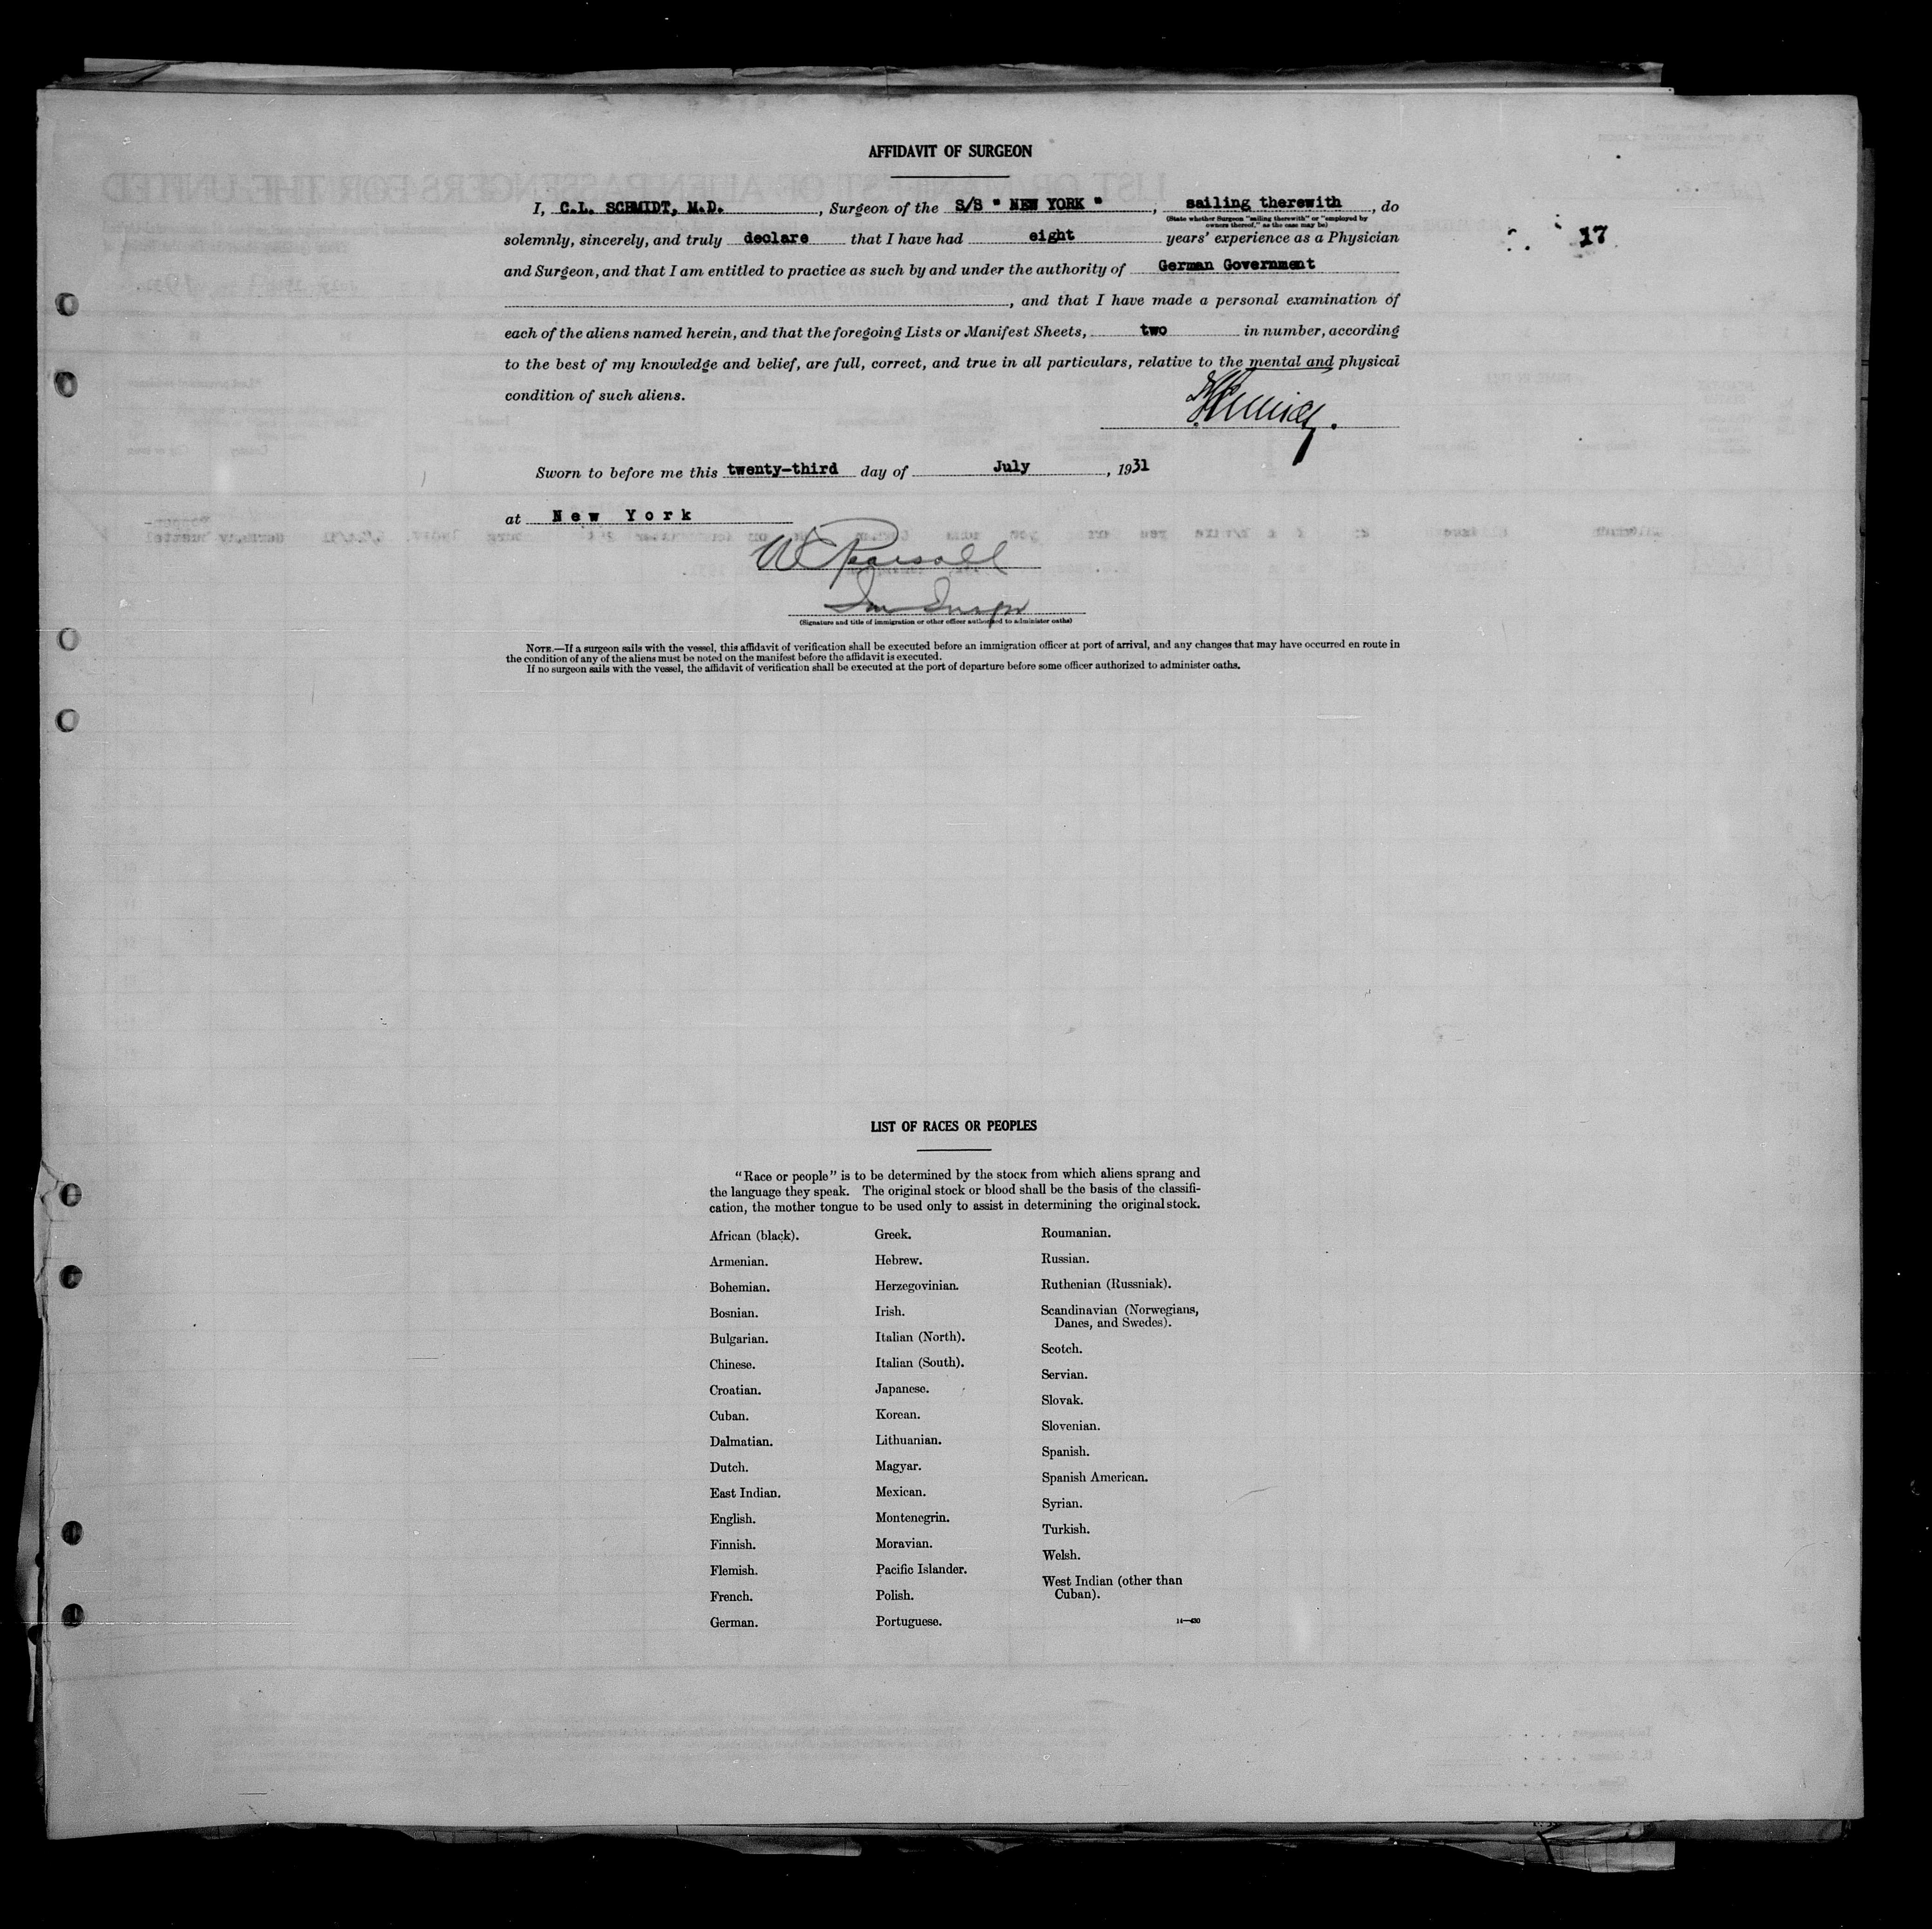 AFFIDAVIT OF SURGEON
I, C.L. SCHMIDT, M.D., Surgeon of the S/S " NEW YORK ", sailing therewith, do
(State whether Surgeon "sailing therewith" or "employed by owners thereof," as the case may be)
solemnly, sincerely, and truly declare that I have had eight years' experience as a Physician
17
and Surgeon, and that I am entitled to practice as such by and under the authority of German Government
, and that I have made a personal examination of
each of the aliens named herein, and that the foregoing Lists or Manifest Sheets, two in number, according
to the best of my knowledge and belief, are full, correct, and true in all particulars, relative to the mental and physical
condition of such aliens.
Sworn to before me this twenty-third day of July, 1931
at New York
(Signature and title of immigration or other officer authorized to administer oaths)
NOTE.—If a surgeon sails with the vessel, this affidavit of verification shall be executed before an immigration officer at port of arrival, and any changes that may have occurred en route in
the condition of any of the aliens must be noted on the manifest before the affidavit is executed.
If no surgeon sails with the vessel, the affidavit of verification shall be executed at the port of departure before some officer authorized to administer oaths.
LIST OF RACES OR PEOPLES
"Race or people" is to be determined by the stock from which aliens sprang and
the language they speak. The original stock or blood shall be the basis of the classifi-
cation, the mother tongue to be used only to assist in determining the original stock.
African (black).
Armenian.
Bohemian.
Bosnian.
Bulgarian.
Chinese.
Croatian.
Cuban.
Dalmatian.
Dutch.
East Indian.
English.
Finnish.
Flemish.
French.
German.
Greek.
Hebrew.
Herzegovinian.
Irish.
Italian (North).
Italian (South).
Japanese.
Korean.
Lithuanian.
Magyar.
Mexican.
Montenegrin.
Moravian.
Pacific Islander.
Polish.
Portuguese.
Roumanian.
Russian.
Ruthenian (Russniak).
Scandinavian (Norwegians,
Danes, and Swedes).
Scotch.
Servian.
Slovak.
Slovenian.
Spanish.
Spanish American.
Syrian.
Turkish.
Welsh.
West Indian (other than
Cuban).
14—430